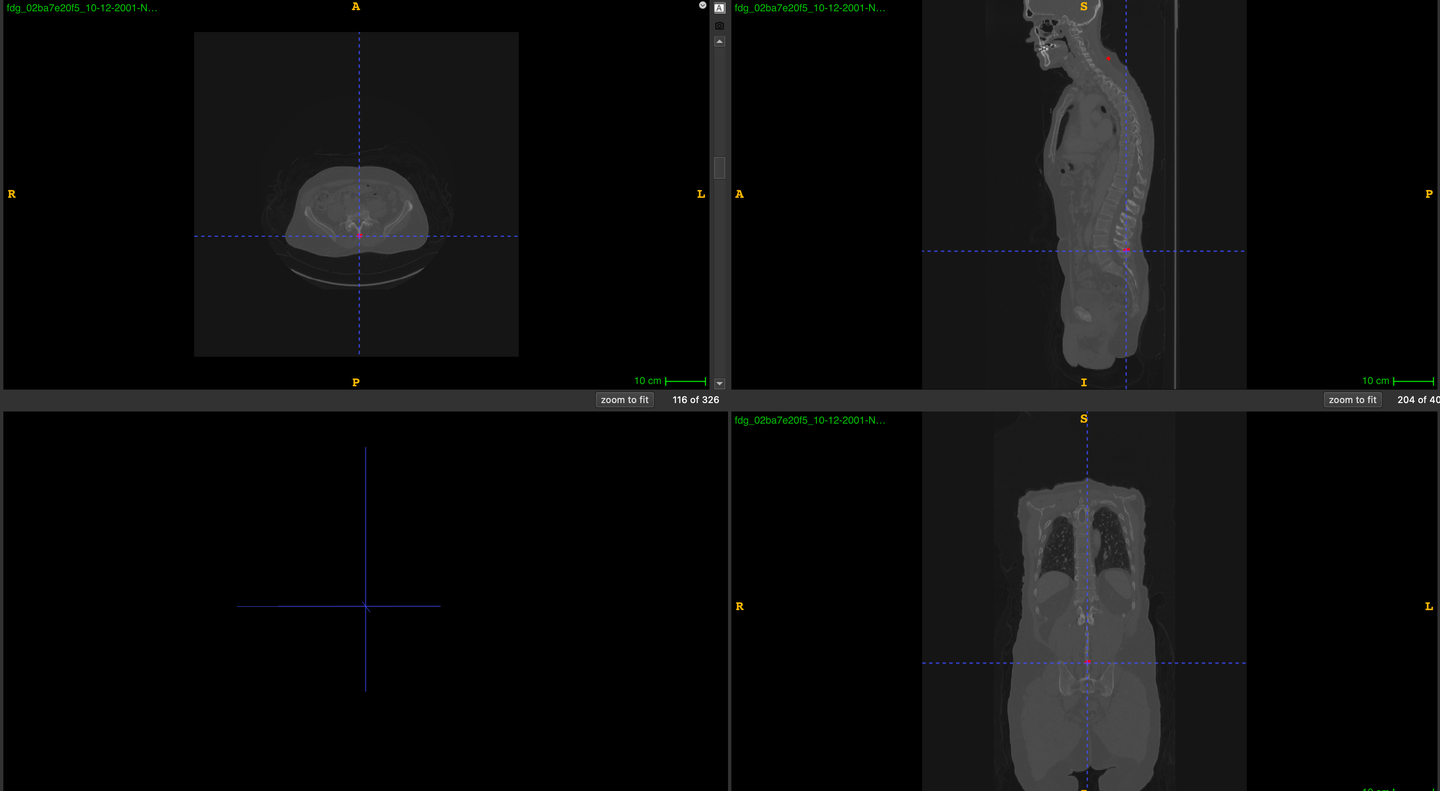 fdg_02ba7e20f5_10-12-2001-N...
A
A
R
L
P
10 cm
zoom to fit
116 of 326
fdg_02ba7e20f5_10-12-2001-N...
S
A
P
I
10 cm
zoom to fit
204 of 40
fdg_02ba7e20f5_10-12-2001-N...
S
R
L